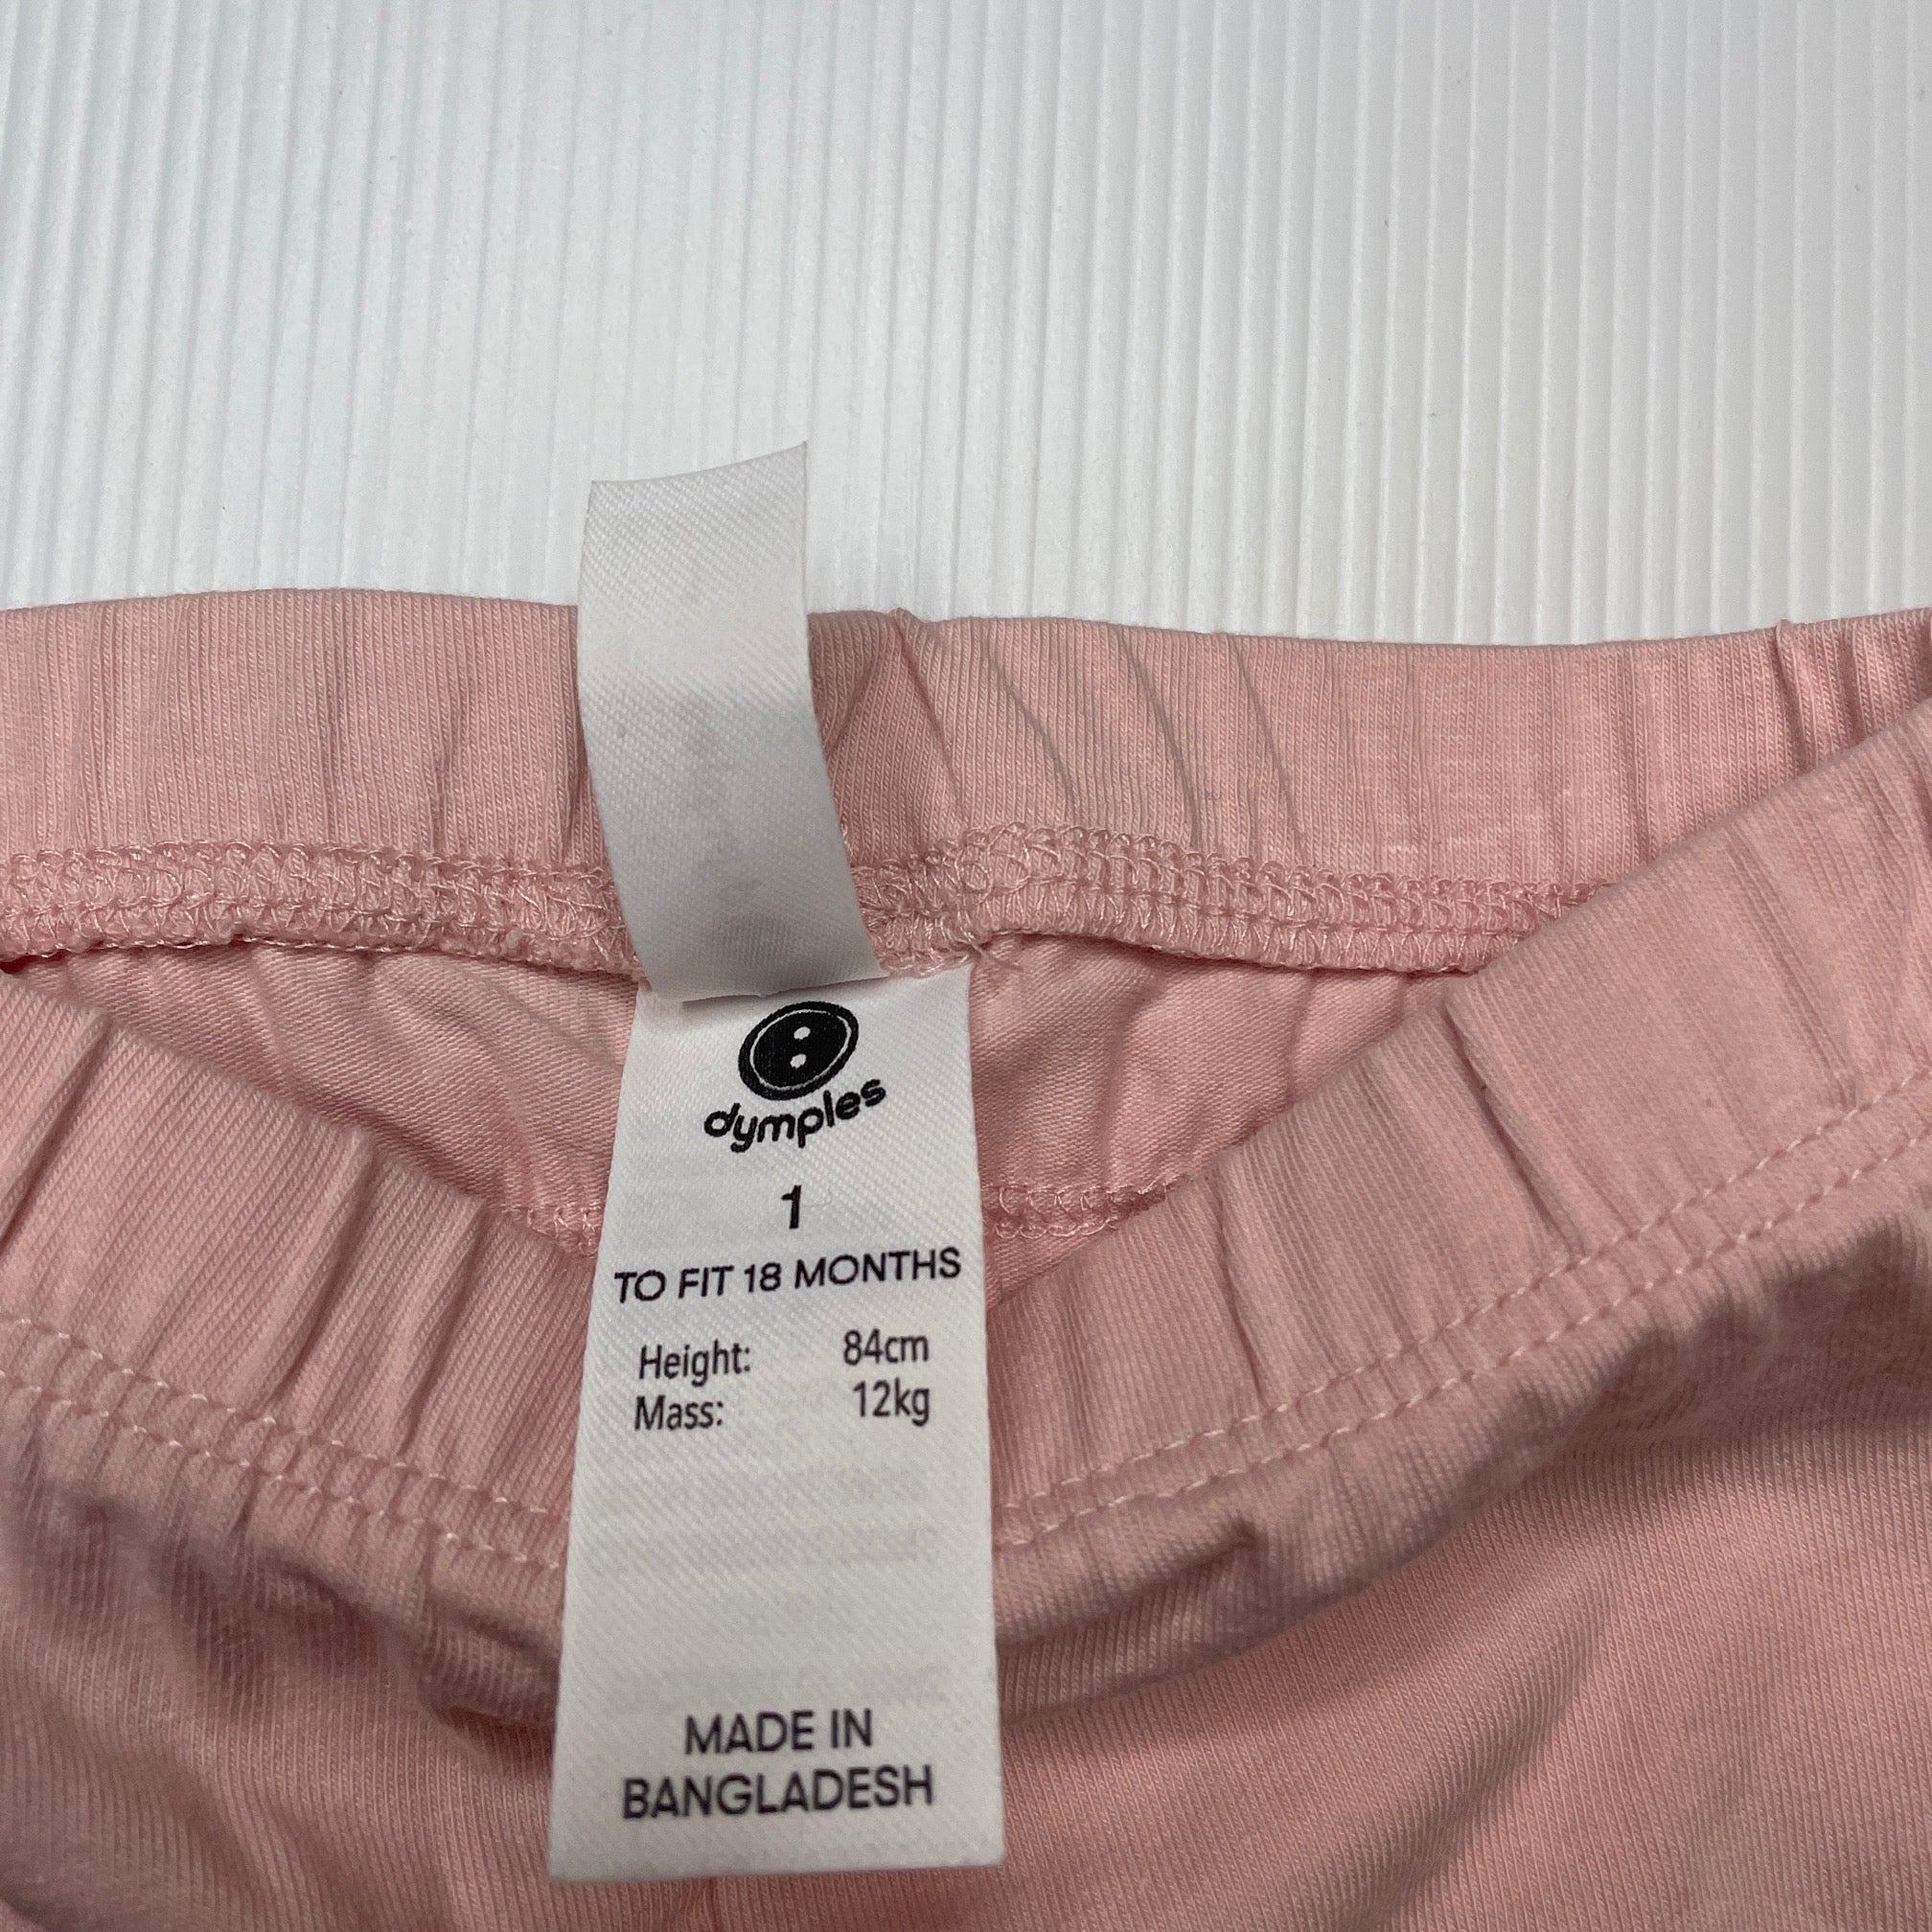 dymples
1
TO FIT 18 MONTHS
Height: 84cm
Mass: 12kg
MADE IN
BANGLADESH